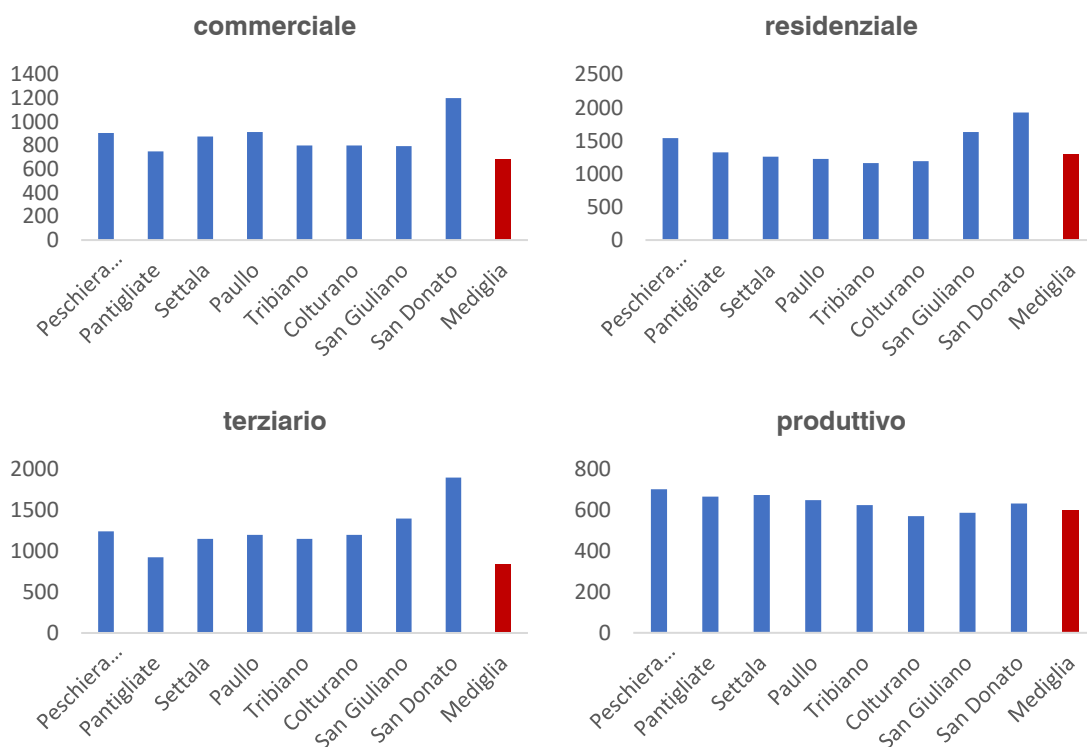 commerciale
1400
1200
1000
800
600
400
200
0
Peschiera...
Pantigliate
Settala
Paullo
Tribiano
Colturano
San Giuliano
San Donato
Mediglia
residenziale
2500
2000
1500
1000
500
0
Peschiera...
Pantigliate
Settala
Paullo
Tribiano
Colturano
San Giuliano
San Donato
Mediglia
terziario
2000
1500
1000
500
0
Peschiera...
Pantigliate
Settala
Paullo
Tribiano
Colturano
San Giuliano
San Donato
Mediglia
produttivo
800
600
400
200
0
Peschiera...
Pantigliate
Settala
Paullo
Tribiano
Colturano
San Giuliano
San Donato
Mediglia